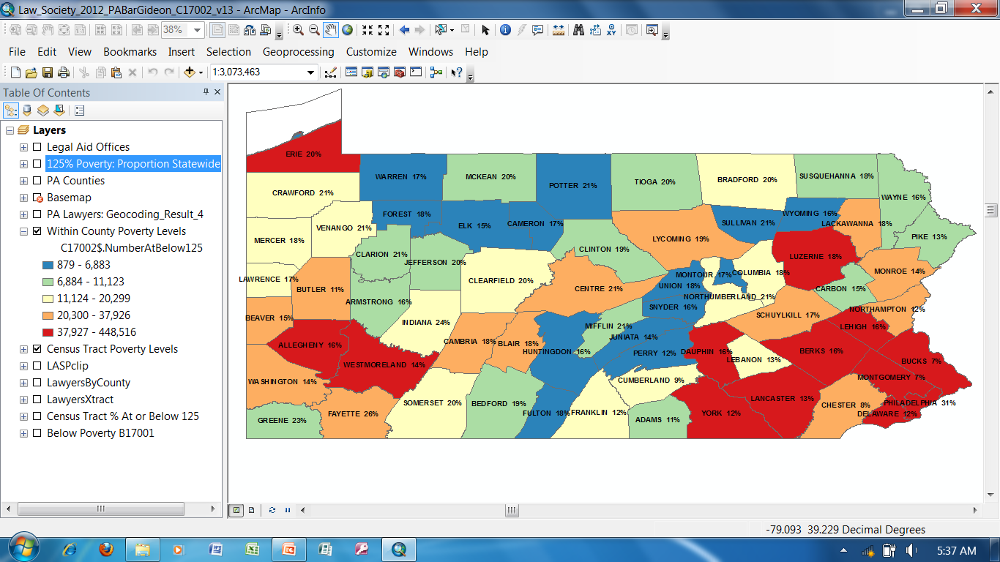 Law_Society_2012_PABarGideon_C17002_v13 - ArcMap - ArcInfo
38%
File Edit View Bookmarks Insert Selection Geoprocessing Customize Windows Help
1:3,073,463
Table Of Contents
Layers
Legal Aid Offices
125% Poverty: Proportion Statewide
PA Counties
Basemap
PA Lawyers: Geocoding_Result_4
Within County Poverty Levels
C17002$.NumberAtBelow125
879 - 6,883
6,884 - 11,123
11,124 - 20,299
20,300 - 37,926
37,927 - 448,516
Census Tract Poverty Levels
LASPclip
LawyersByCounty
LawyersXtract
Census Tract % At or Below 125
Below Poverty B17001
ERIE 20%
WARREN 17%
MCKEAN 20%
POTTER 21%
TIOGA 20%
BRADFORD 20%
SUSQUEHANNA 18%
CRAWFORD 21%
WAYNE 16%
FOREST 18%
ELK 15%
CAMERON 17%
SULLIVAN 21%
WYOMING 16%
LACKAWANNA 18%
VENANGO 21%
MERCER 18%
LYCOMING 19%
PIKE 13%
CLARION 21%
JEFFERSON 20%
CLINTON 19%
LUZERNE 18%
LAWRENCE 17%
CLEARFIELD 20%
MONTOUR 17%
COLUMBIA 18%
MONROE 14%
BUTLER 11%
CENTRE 21%
UNION 18%
CARBON 15%
ARMSTRONG 16%
NORTHUMBERLAND 21%
SNYDER 16%
NORTHAMPTON 12%
BEAVER 15%
INDIANA 24%
SCHUYLKILL 17%
MIFFLIN 21%
LEHIGH 16%
ALLEGHENY 16%
CAMBRIA 18%
BLAIR 18%
JUNIATA 14%
HUNTINGDON 16%
PERRY 12%
DAUPHIN 16%
BERKS 16%
LEBANON 13%
BUCKS 7%
WESTMORELAND 14%
WASHINGTON 14%
CUMBERLAND 9%
MONTGOMERY 7%
SOMERSET 20%
BEDFORD 19%
LANCASTER 13%
CHESTER 8%
PHILADELPHIA 31%
GREENE 23%
FAYETTE 26%
FULTON 18%
FRANKLIN 12%
ADAMS 11%
YORK 12%
DELAWARE 12%
-79.093 39.229 Decimal Degrees
5:37 AM